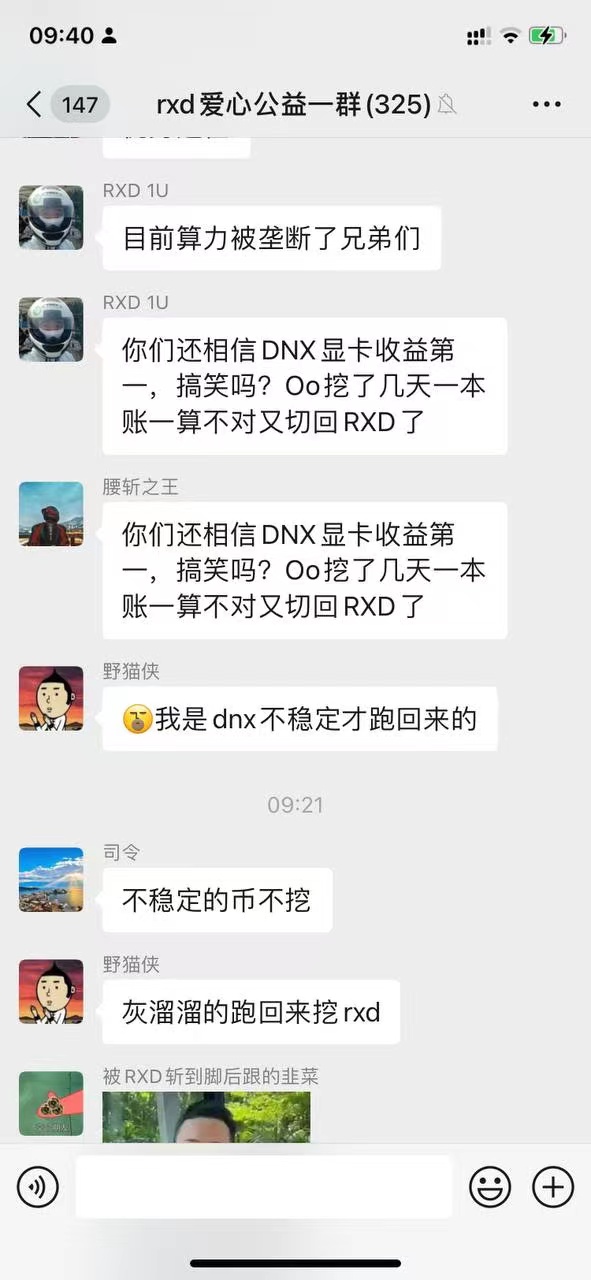 09:40
147
rxd爱心公益一群(325)
RXD 1U
目前算力被垄断了兄弟们
RXD 1U
你们还相信DNX显卡收益第
一，搞笑吗？Oo挖了几天一本
账一算不对又切回RXD了
腰斩之王
你们还相信DNX显卡收益第
一，搞笑吗？Oo挖了几天一本
账一算不对又切回RXD了
野猫侠
我是dnx不稳定才跑回来的
09:21
司令
不稳定的币不挖
野猫侠
灰溜溜的跑回来挖rxd
被RXD斩到脚后跟的韭菜